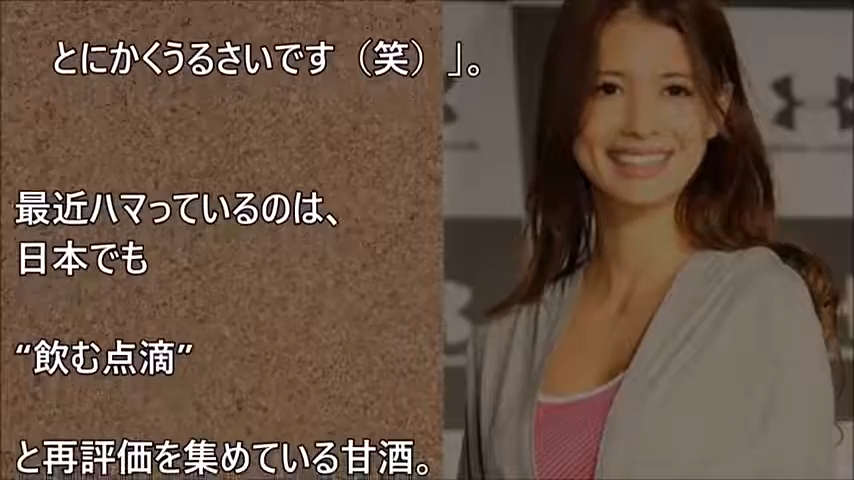 とにかくうるさいです（笑）』。
最近ハマっているのは、
日本でも
“飲む点滴”
と再評価を集めている甘酒。